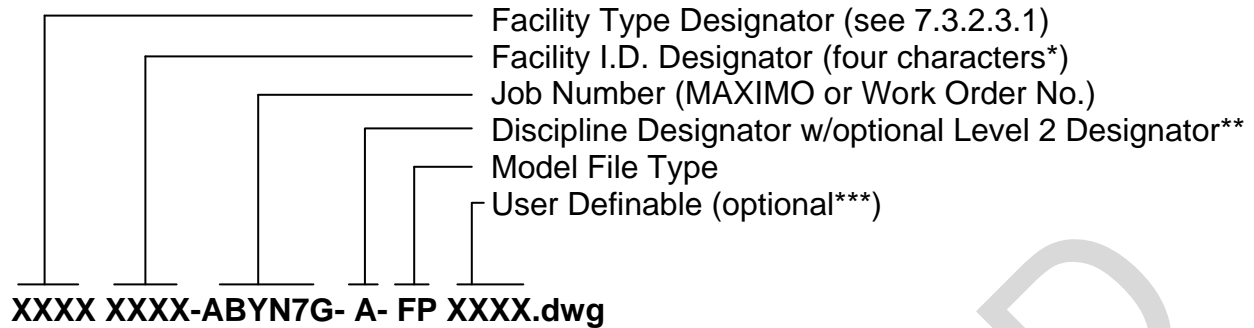 Facility Type Designator (see 7.3.2.3.1)
Facility I.D. Designator (four characters*)
Job Number (MAXIMO or Work Order No.)
Discipline Designator w/optional Level 2 Designator**
Model File Type
User Definable (optional***)
XXXX XXXX-ABYN7G- A- FP XXXX.dwg